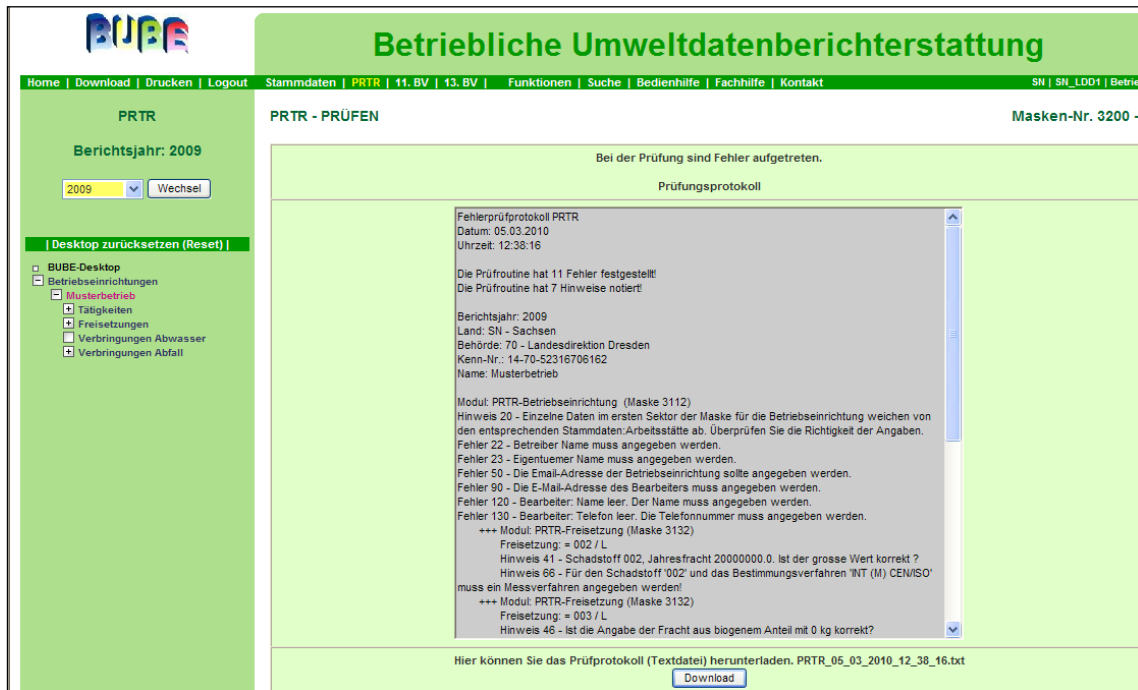 BUBE
Betriebliche Umweltdatenberichterstattung
Home | Download | Drucken | Logout
Stammdaten | PRTR | 11. BV | 13. BV | Funktionen | Suche | Bedienhilfe | Fachhilfe | Kontakt
SN | SN_LDD1 | Betrie
PRTR
Berichtsjahr: 2009
2009
Wechsel
| Desktop zurücksetzen (Reset) |
BUBE-Desktop
Betriebseinrichtungen
Musterbetrieb
Tätigkeiten
Freisetzungen
Verbringungen Abwasser
Verbringungen Abfall
PRTR - PRÜFEN
Masken-Nr. 3200 -
Bei der Prüfung sind Fehler aufgetreten.
Prüfungsprotokoll
Fehlerprüfprotokoll PRTR
Datum: 05.03.2010
Uhrzeit: 12:38:16
Die Prüfroutine hat 11 Fehler festgestellt!
Die Prüfroutine hat 7 Hinweise notiert!
Berichtsjahr: 2009
Land: SN - Sachsen
Behörde: 70 - Landesdirektion Dresden
Kenn-Nr.: 14-70-52316706162
Name: Musterbetrieb
Modul: PRTR-Betriebseinrichtung (Maske 3112)
Hinweis 20 - Einzelne Daten im ersten Sektor der Maske für die Betriebseinrichtung weichen von
den entsprechenden Stammdaten:Arbeitsstätte ab. Überprüfen Sie die Richtigkeit der Angaben.
Fehler 22 - Betreiber Name muss angegeben werden.
Fehler 23 - Eigentuemer Name muss angegeben werden.
Fehler 50 - Die Email-Adresse der Betriebseinrichtung sollte angegeben werden.
Fehler 90 - Die E-Mail-Adresse des Bearbeiters muss angegeben werden.
Fehler 120 - Bearbeiter: Name leer. Der Name muss angegeben werden.
Fehler 130 - Bearbeiter: Telefon leer. Die Telefonnummer muss angegeben werden.
+++ Modul: PRTR-Freisetzung (Maske 3132)
Freisetzung: = 002 / L
Hinweis 41 - Schadstoff 002, Jahresfracht 20000000.0. Ist der grosse Wert korrekt ?
Hinweis 66 - Für den Schadstoff '002' und das Bestimmungsverfahren 'INT (M) CEN/ISO'
muss ein Messverfahren angegeben werden!
+++ Modul: PRTR-Freisetzung (Maske 3132)
Freisetzung: = 003 / L
Hinweis 46 - Ist die Angabe der Fracht aus biogenem Anteil mit 0 kg korrekt?
Hier können Sie das Prüfprotokoll (Textdatei) herunterladen. PRTR_05_03_2010_12_38_16.txt
Download